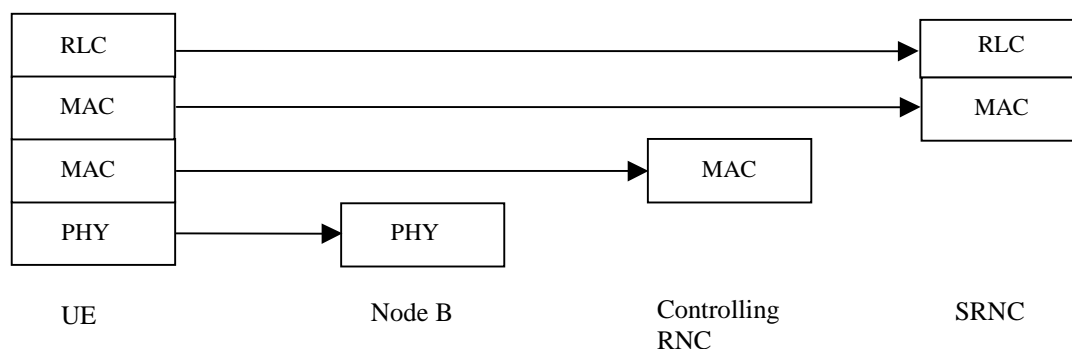 RLC RLC
MAC MAC
MAC MAC
PHY PHY
UE Node B Controlling SRNC
RNC